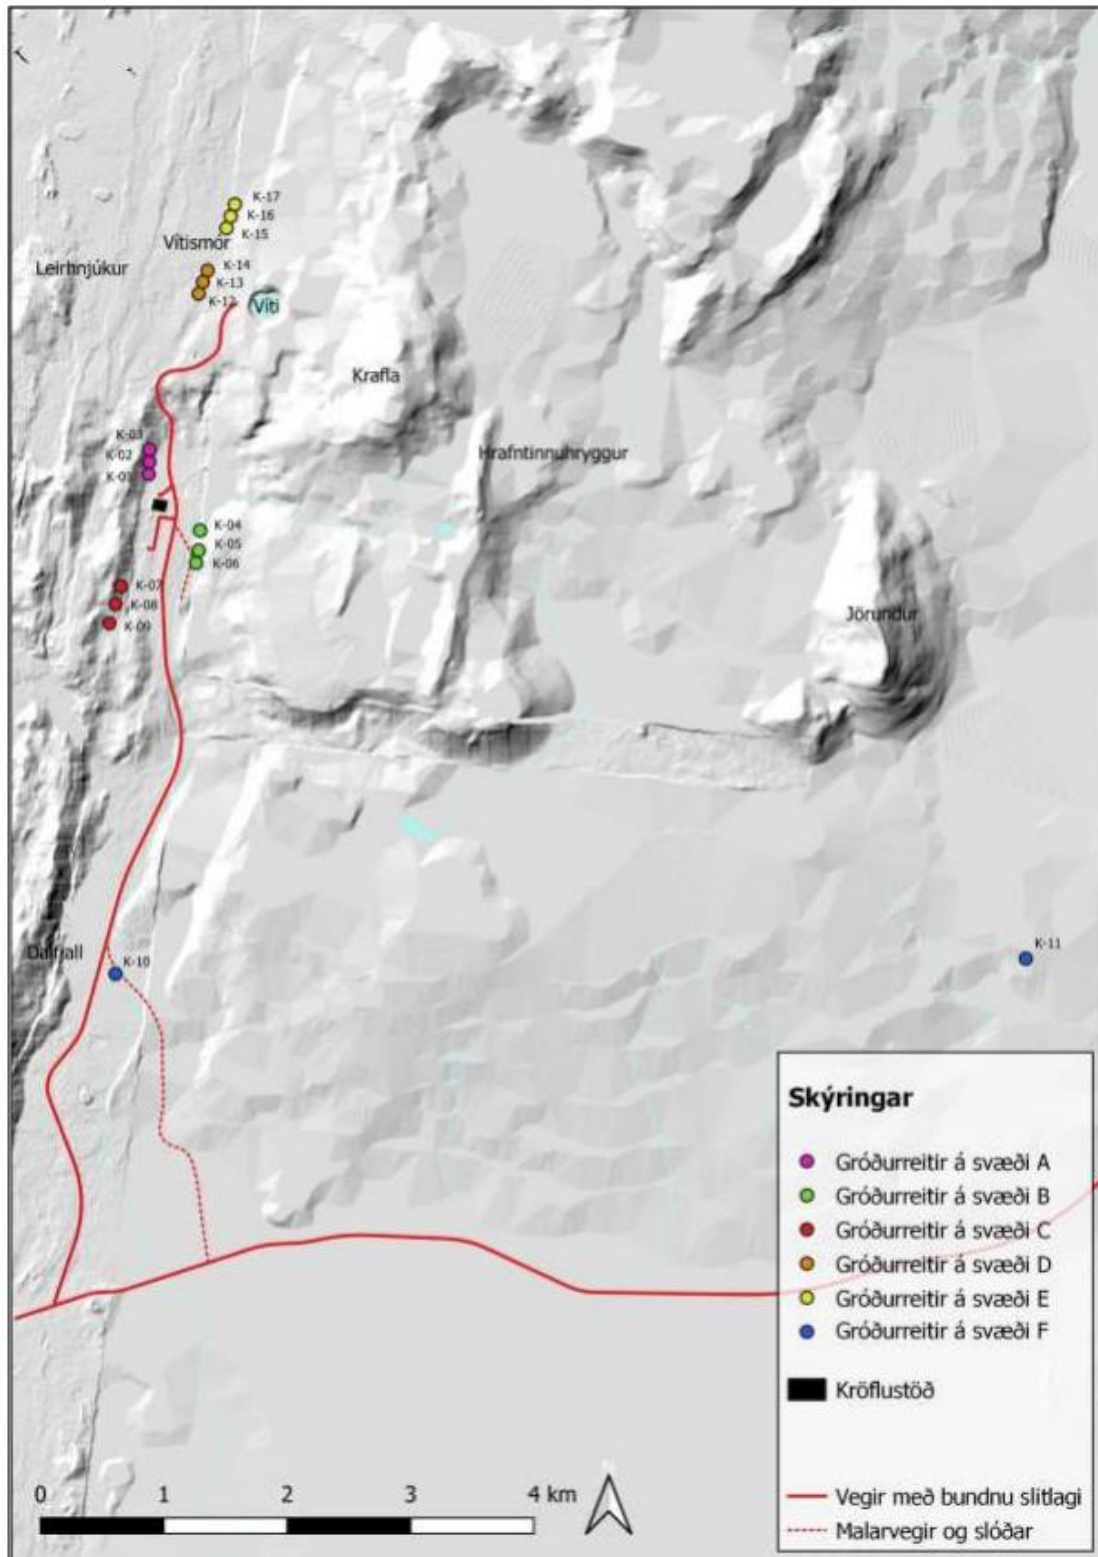 K-17
K-16
K-15
Vítismór
Leirhnjúkur
K-14
K-13
K-12
Víti
Krafla
K-03
K-02
K-01
Hrafntinnuhryggur
K-04
K-05
K-06
K-07
K-08
K-09
Jörundur
Dalfjall
K-10
K-11
Skýringar
Gróðurreitir á svæði A
Gróðurreitir á svæði B
Gróðurreitir á svæði C
Gróðurreitir á svæði D
Gróðurreitir á svæði E
Gróðurreitir á svæði F
Kröflustöð
Vegir með bundnu slitlagi
Malarvegir og slóðar
0 1 2 3 4 km